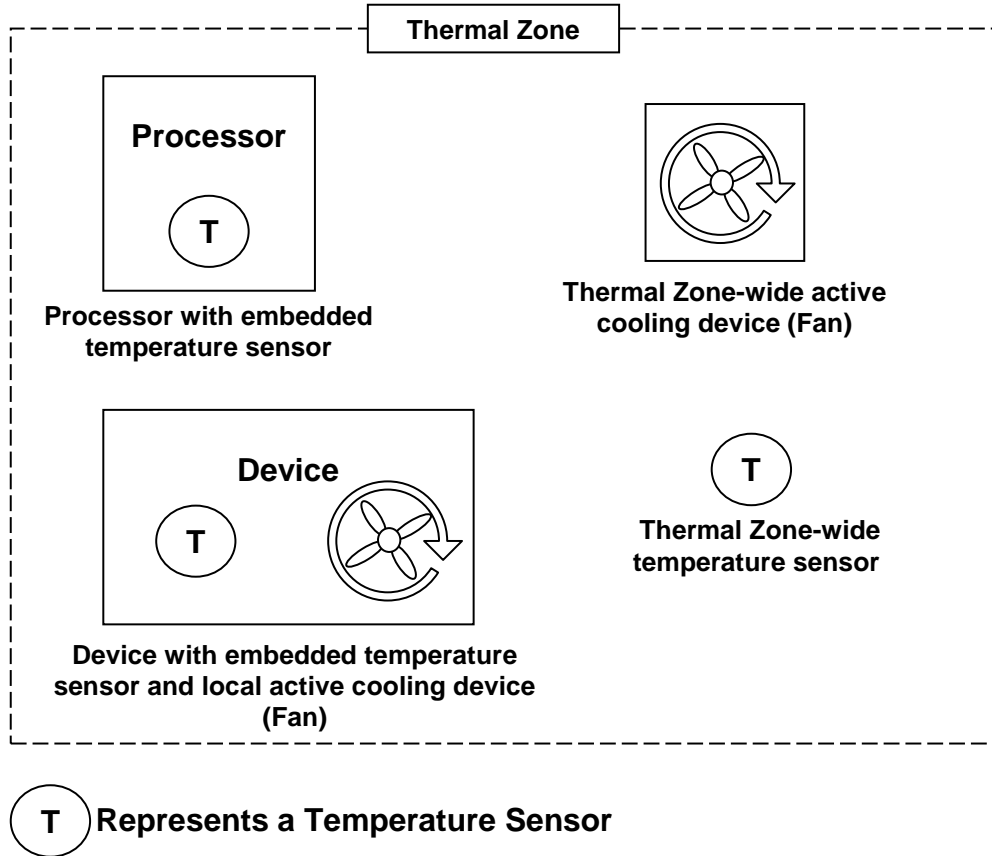 Thermal Zone
Processor
T
Processor with embedded
temperature sensor
Thermal Zone-wide active
cooling device (Fan)
Device
T
Device with embedded temperature
sensor and local active cooling device
(Fan)
T
Thermal Zone-wide
temperature sensor
T Represents a Temperature Sensor